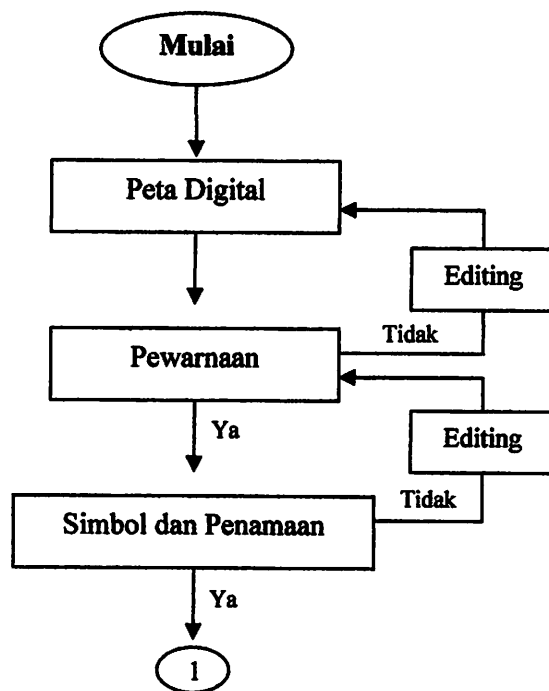 Mulai
Peta Digital
Editing
Tidak
Pewarnaan
Ya
Editing
Tidak
Simbol dan Penamaan
Ya
1